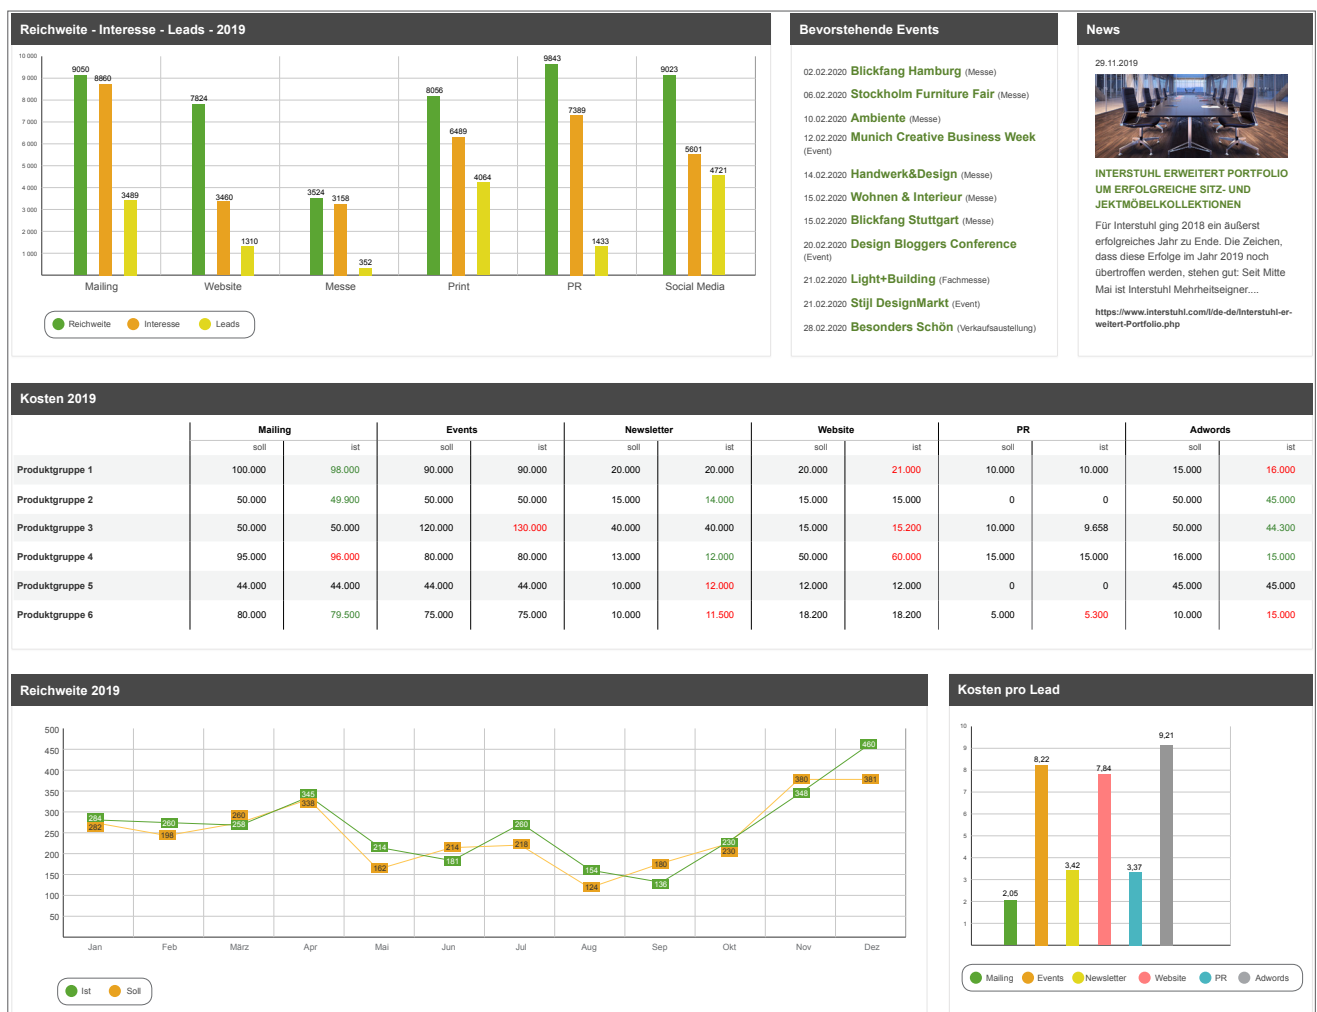 Reichweite - Interesse - Leads - 2019
10 000
9 000
8 000
7 000
6 000
5 000
4 000
3 000
2 000
1 000
9050
8860
3489
7824
3460
1310
3524
3158
352
8056
6489
4064
9843
7389
1433
9023
5601
4721
Mailing Website Messe Print PR Social Media
Reichweite Interesse Leads
Bevorstehende Events
02.02.2020 Blickfang Hamburg (Messe)
06.02.2020 Stockholm Furniture Fair (Messe)
10.02.2020 Ambiente (Messe)
12.02.2020 Munich Creative Business Week
(Event)
14.02.2020 Handwerk&Design (Messe)
15.02.2020 Wohnen & Interieur (Messe)
15.02.2020 Blickfang Stuttgart (Messe)
20.02.2020 Design Bloggers Conference
(Event)
21.02.2020 Light+Building (Fachmesse)
21.02.2020 Stijl DesignMarkt (Event)
28.02.2020 Besonders Schön (Verkaufsaustellung)
News
29.11.2019
INTERSTUHL ERWEITERT PORTFOLIO
UM ERFOLGREICHE SITZ- UND
JEKTMÖBELKOLLEKTIONEN
Für Interstuhl ging 2018 ein äußerst
erfolgreiches Jahr zu Ende. Die Zeichen,
dass diese Erfolge im Jahr 2019 noch
übertroffen werden, stehen gut: Seit Mitte
Mai ist Interstuhl Mehrheitseigner....
https://www.interstuhl.com/l/de-de/Interstuhl-er-
weitert-Portfolio.php
Kosten 2019
Mailing Events Newsletter Website PR Adwords
soll ist soll ist soll ist soll ist soll ist soll ist
Produktgruppe 1 100.000 98.000 90.000 90.000 20.000 20.000 20.000 21.000 10.000 10.000 15.000 16.000
Produktgruppe 2 50.000 49.900 50.000 50.000 15.000 14.000 15.000 15.000 0 0 50.000 45.000
Produktgruppe 3 50.000 50.000 120.000 130.000 40.000 40.000 15.000 15.200 10.000 9.658 50.000 44.300
Produktgruppe 4 95.000 96.000 80.000 80.000 13.000 12.000 50.000 60.000 15.000 15.000 16.000 15.000
Produktgruppe 5 44.000 44.000 44.000 44.000 10.000 12.000 12.000 12.000 0 0 45.000 45.000
Produktgruppe 6 80.000 79.500 75.000 75.000 10.000 11.500 18.200 18.200 5.000 5.300 10.000 15.000
Reichweite 2019
500
450
400
350
300
250
200
150
100
50
284
282
260
198
260
258
345
338
214
162
214
181
260
218
154
124
180
136
230
230
380
348
460
381
Jan Feb März Apr Mai Jun Jul Aug Sep Okt Nov Dez
Ist Soll
Kosten pro Lead
10
9
8
7
6
5
4
3
2
1
2,05
8,22
3,42
7,84
3,37
9,21
Mailing Events Newsletter Website PR Adwords